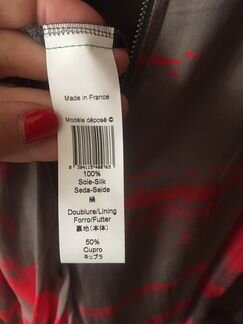 Made in France
Modèle déposé ©
100%
Soie-Silk
Seda-Seide
絹
Doublure/Lining
Forro/Futter
裏地(本体)
50%
Cupro
キュプラ